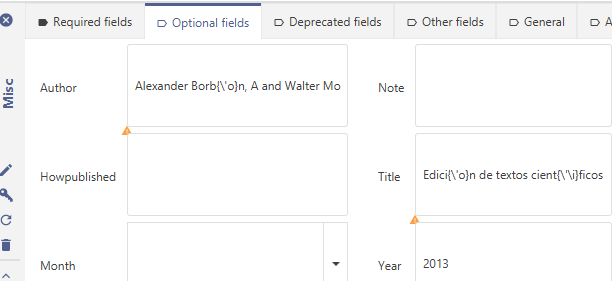 Required fields
Optional fields
Deprecated fields
Other fields
General
A
Misc
Author
Alexander Borb{\'o}n, A and Walter Mo
Note
Howpublished
Title
Edici{\'o}n de textos cient{\'\i}ficos
Month
Year
2013